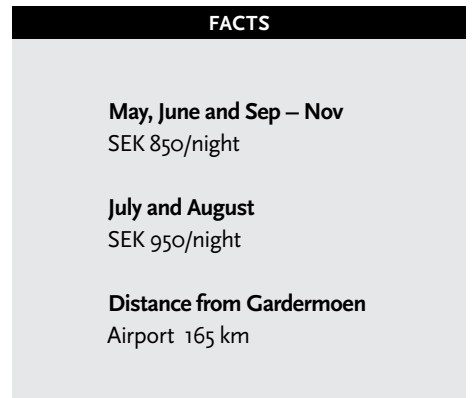 FACTS
May, June and Sep – Nov
SEK 850/night
July and August
SEK 950/night
Distance from Gardermoen
Airport 165 km